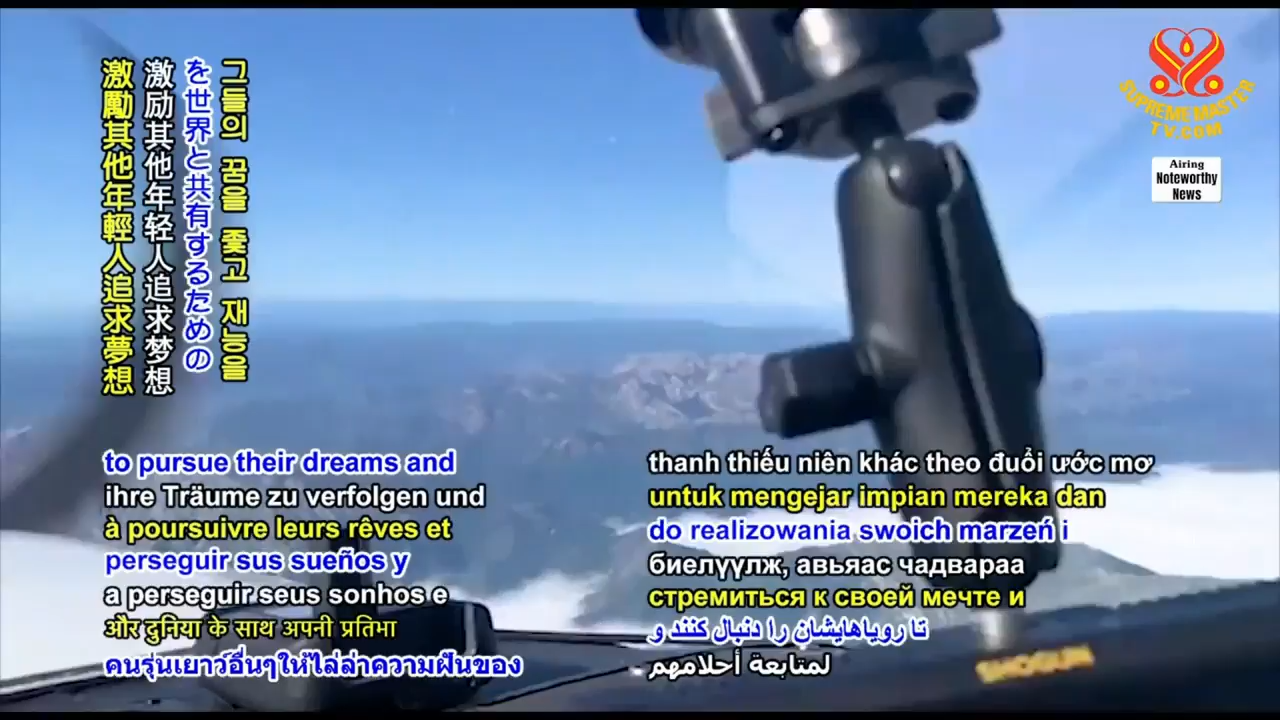 激勵其他年輕人追求夢想
激励其他年轻人追求梦想
を世界と共有するための
그들의 꿈을 좇고 재능을
SUPREME MASTER
TV.COM
Airing
Noteworthy
News
to pursue their dreams and
ihre Träume zu verfolgen und
à poursuivre leurs rêves et
perseguir sus sueños y
a perseguir seus sonhos e
और दुनिया के साथ अपनी प्रतिभा
คนรุ่นเยาว์อื่นๆให้ไล่ล่าความฝันของ
thanh thiếu niên khác theo đuổi ước mơ
untuk mengejar impian mereka dan
do realizowania swoich marzeń i
биелүүлж, авьяас чадвараа
стремиться к своей мечте и
تا رویاهایشان را دنبال کنند و
لمتابعة أحلامهم
SHOGUN